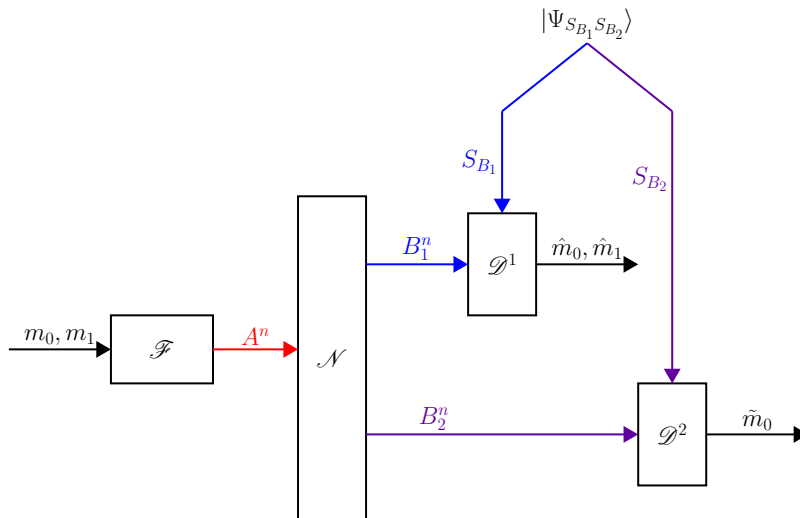 |Ψ_{S_{B_1} S_{B_2}}⟩
S_{B_1}
S_{B_2}
B_1^n
𝒟^1
m̂_0, m̂_1
m_0, m_1
ℱ
A^n
𝒩
B_2^n
𝒟^2
m̃_0